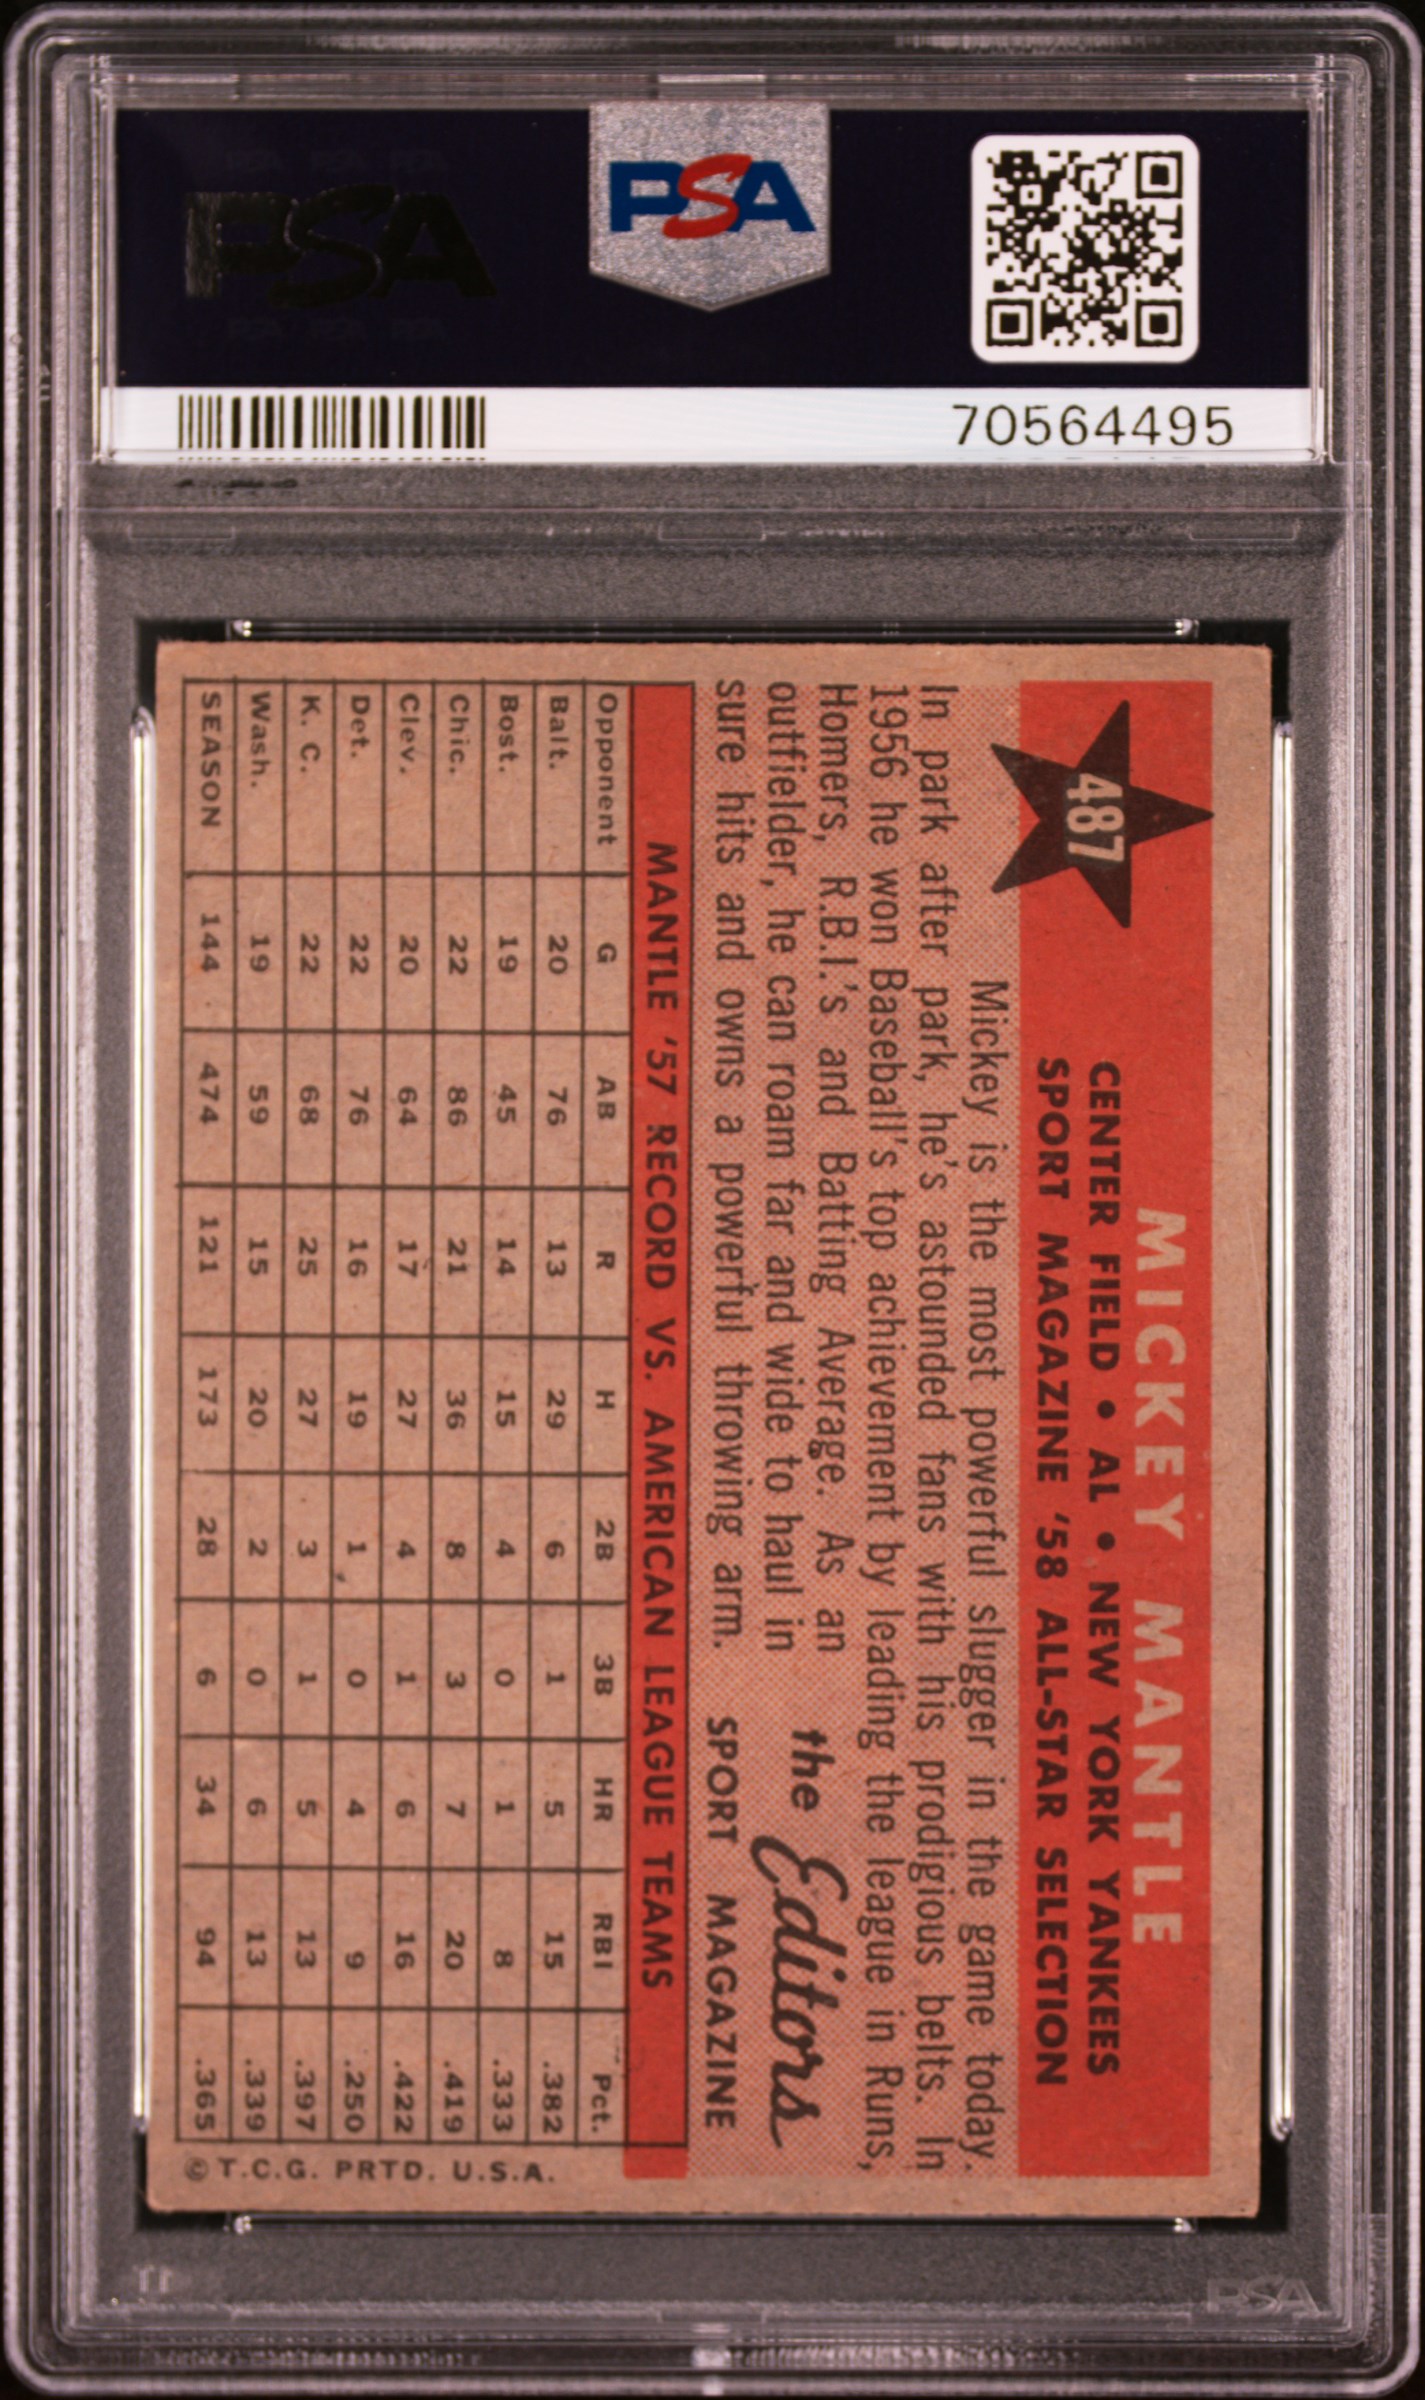 PSA
PSA
70564495
487
MICKEY MANTLE
CENTER FIELD • AL • NEW YORK YANKEES
SPORT MAGAZINE '58 ALL-STAR SELECTION
Mickey is the most powerful slugger in the game today.
In park after park, he's astounded fans with his prodigious belts. In
1956 he won Baseball's top achievement by leading the league in Runs,
Homers, R.B.I.'s and Batting Average. As an
outfielder, he can roam far and wide to haul in
sure hits and owns a powerful throwing arm.
the Editors
SPORT MAGAZINE
MANTLE '57 RECORD VS. AMERICAN LEAGUE TEAMS
Opponent G AB R H 2B 3B HR RBI Pct.
Balt. 20 76 13 29 6 1 5 15 .382
Bost. 19 45 14 15 4 0 1 8 .333
Chic. 22 86 21 36 8 3 7 20 .419
Clev. 20 64 17 27 4 1 6 16 .422
Det. 22 76 16 19 1 0 4 9 .250
K. C. 22 68 25 27 3 1 5 13 .397
Wash. 19 59 15 20 2 0 6 13 .339
SEASON 144 474 121 173 28 6 34 94 .365
© T.C.G. PRTD. U.S.A.
PSA